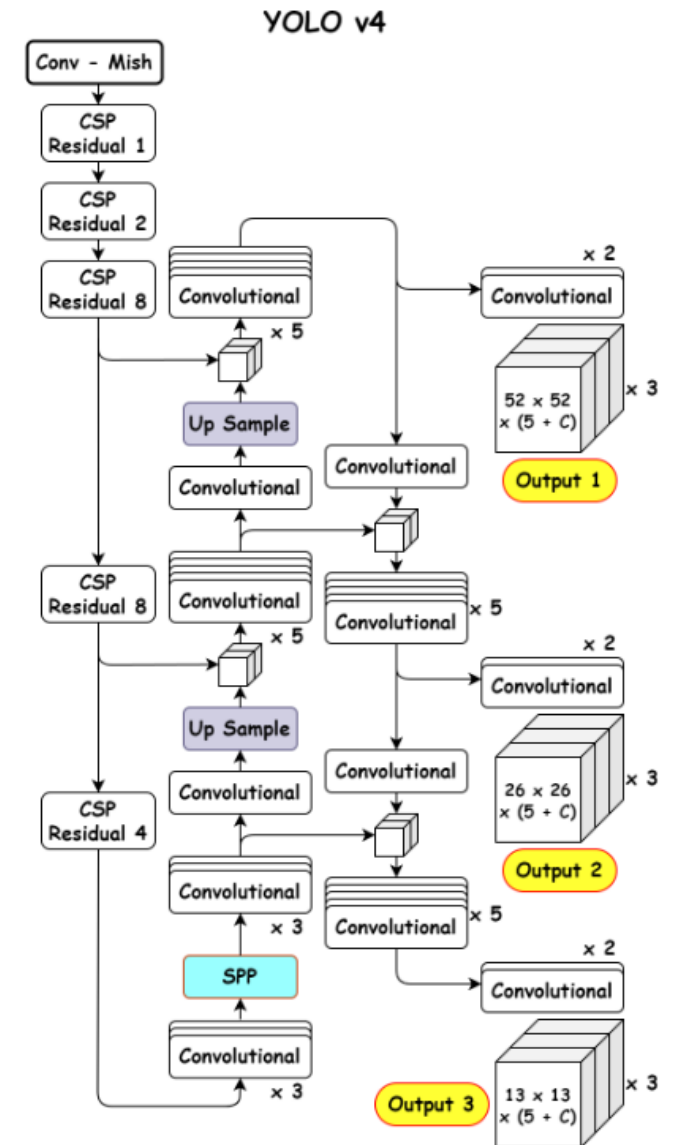 YOLO v4
Conv - Mish
CSP
Residual 1
CSP
Residual 2
CSP
Residual 8
CSP
Residual 8
CSP
Residual 4
Convolutional
x 5
Up Sample
Convolutional
Convolutional
x 5
Up Sample
Convolutional
Convolutional
x 3
SPP
Convolutional
x 3
Convolutional
Convolutional
x 5
Convolutional
Convolutional
x 5
x 2
Convolutional
52 x 52
x (5 + C)
x 3
Output 1
x 2
Convolutional
26 x 26
x (5 + C)
x 3
Output 2
x 2
Convolutional
13 x 13
x (5 + C)
x 3
Output 3